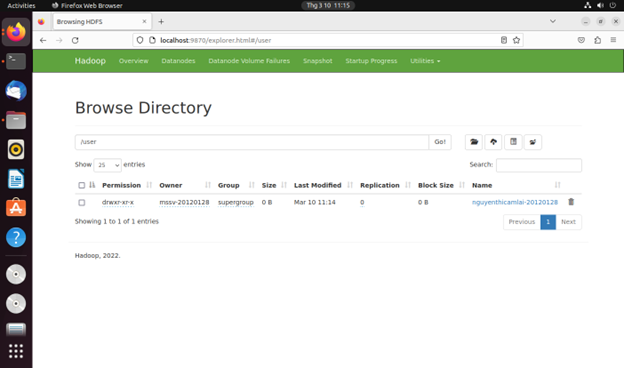 Activities Firefox Web Browser Thg 3 10 11:15
Browsing HDFS
localhost:9870/explorer.html#/user
Hadoop Overview Datanodes Datanode Volume Failures Snapshot Startup Progress Utilities
Browse Directory
/user Go!
Show 25 entries Search:
Permission Owner Group Size Last Modified Replication Block Size Name
drwxr-xr-x mssv-20120128 supergroup 0 B Mar 10 11:14 0 0 B nguyenthicamlai-20120128
Showing 1 to 1 of 1 entries Previous 1 Next
Hadoop, 2022.